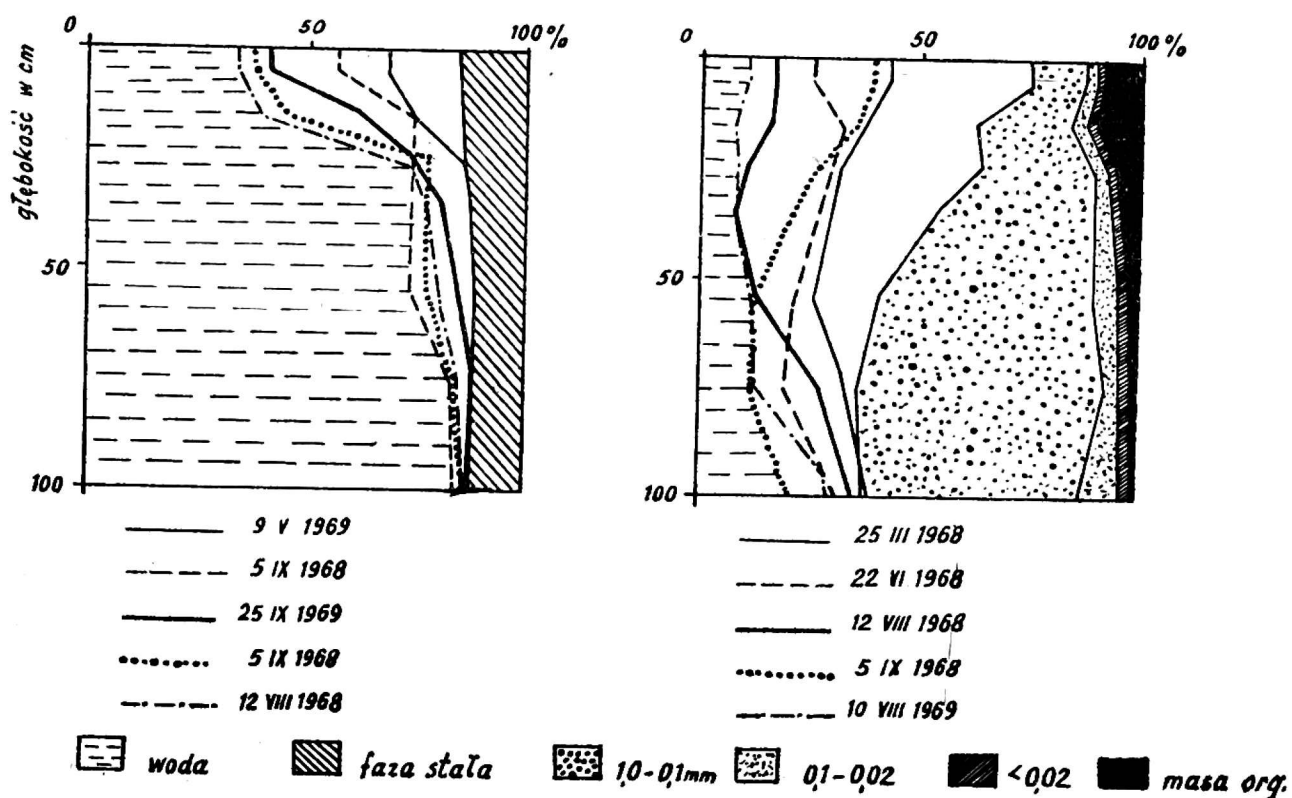 0 50 100%
głębokość w cm
50
100
9 V 1969
5 IX 1968
25 IX 1969
5 IX 1968
12 VIII 1968
0 50 100%
50
100
25 III 1968
22 VI 1968
12 VIII 1968
5 IX 1968
10 VIII 1969
woda faza stała 1,0-0,1mm 0,1-0,02 <0,02 masa org.